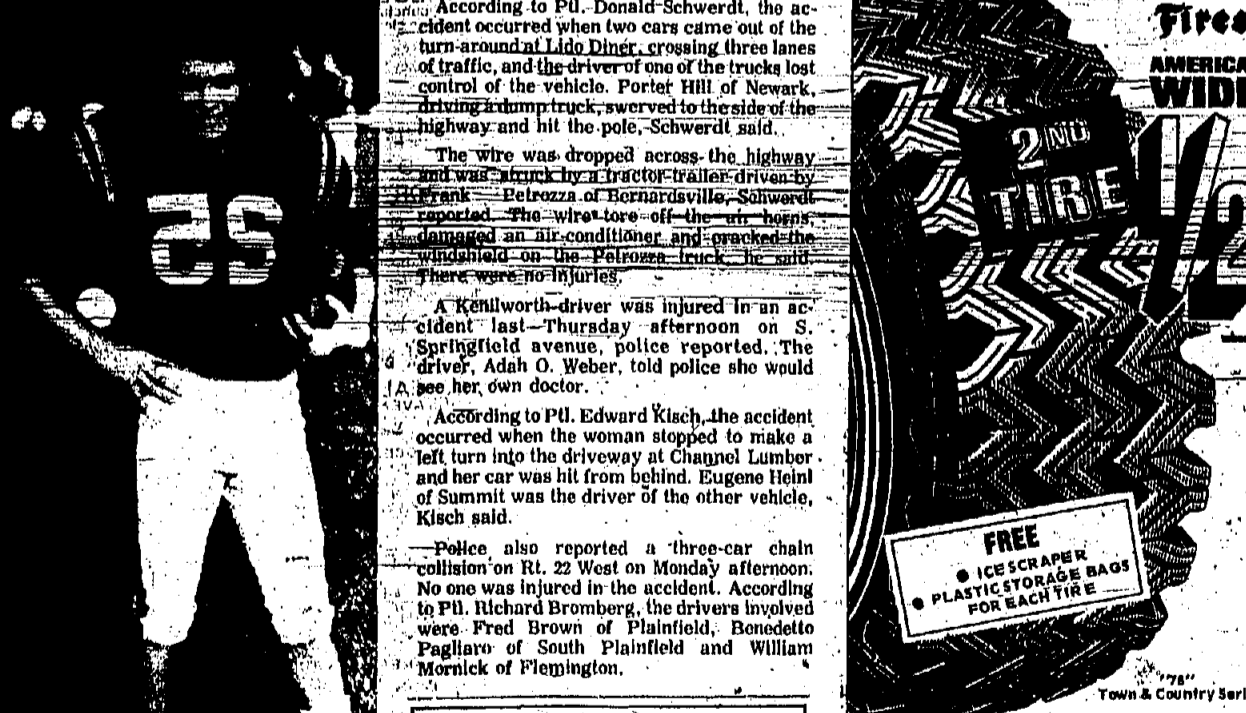 25
According to Ptl. Donald Schwerdt, the ac-
cident occurred when two cars came out of the
turn-around at Lido Diner, crossing three lanes
of traffic, and the driver of one of the trucks lost
control of the vehicle. Porter Hill of Newark,
driving a dump truck, swerved to the side of the
highway and hit the pole, Schwerdt said.
The wire was dropped across the highway
and was struck by a tractor-trailer driven by
Frank Petrozza of Bernardsville, Schwerdt
reported. The wire tore off the air horns,
damaged an air-conditioner and cracked the
windshield on the Petrozza truck, he said.
There were no injuries.
A Kenilworth driver was injured in an ac-
cident last Thursday afternoon on S.
Springfield avenue, police reported. The
driver, Adah O. Weber, told police she would
see her own doctor.
According to Ptl. Edward Kisch, the accident
occurred when the woman stopped to make a
left turn into the driveway at Channel Lumber
and her car was hit from behind. Eugene Heinl
of Summit was the driver of the other vehicle,
Kisch said.
Police also reported a three-car chain
collision on Rt. 22 West on Monday afternoon.
No one was injured in the accident. According
to Ptl. Richard Bromberg, the drivers involved
were Fred Brown of Plainfield, Benedetto
Pagliaro of South Plainfield and William
Mornick of Flemington.
Fires
AMERICA
WIDE
2ND
TIRE
1/2
FREE
● ICE SCRAPER
● PLASTIC STORAGE BAGS
FOR EACH TIRE
"78"
Town & Country Seri